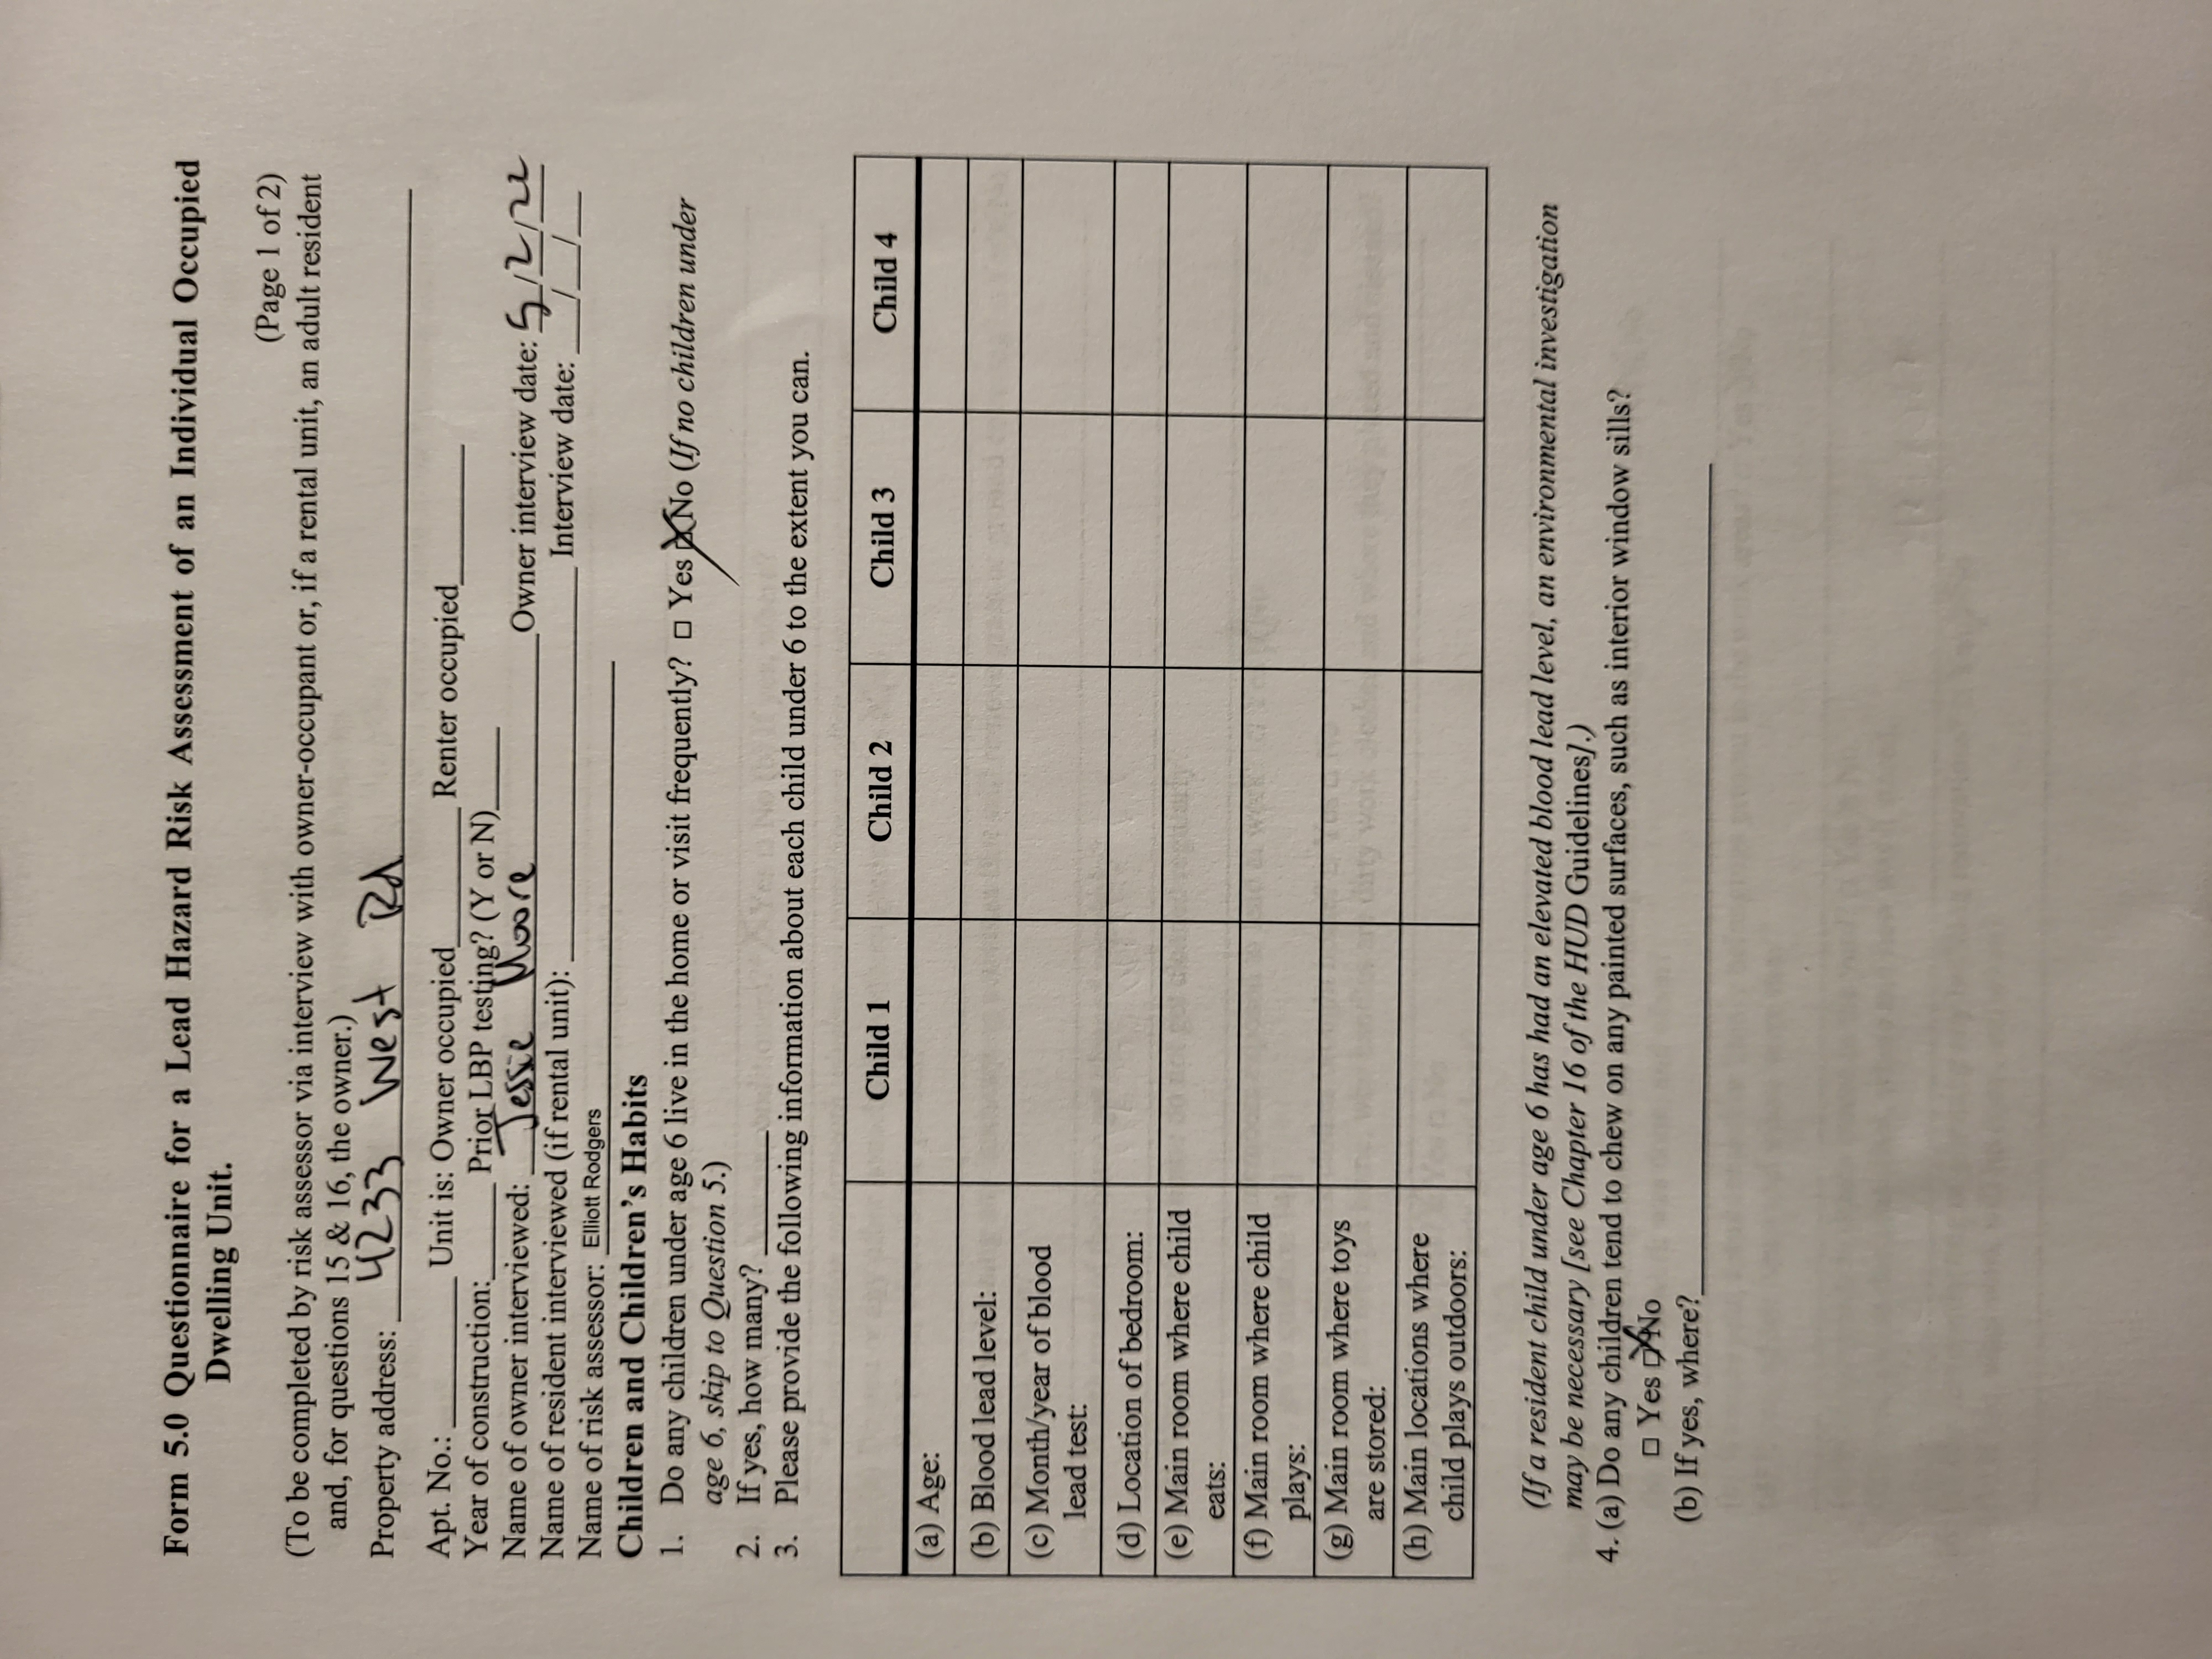 Form 5.0 Questionnaire for a Lead Hazard Risk Assessment of an Individual Occupied
Dwelling Unit.
(Page 1 of 2)
(To be completed by risk assessor via interview with owner-occupant or, if a rental unit, an adult resident
and, for questions 15 & 16, the owner.)
Property address: 4233 West Rd
Apt. No.:______ Unit is: Owner occupied______ Renter occupied______
Year of construction:______ Prior LBP testing? (Y or N)____
Name of owner interviewed: Jessie Moore Owner interview date: 5/2/22
Name of resident interviewed (if rental unit): ______ Interview date: __/__/__
Name of risk assessor: Elliott Rodgers
Children and Children's Habits
1. Do any children under age 6 live in the home or visit frequently? □ Yes ☒ No (If no children under
age 6, skip to Question 5.)
2. If yes, how many? ______
3. Please provide the following information about each child under 6 to the extent you can.
Child 1 Child 2 Child 3 Child 4
(a) Age:
(b) Blood lead level:
(c) Month/year of blood
lead test:
(d) Location of bedroom:
(e) Main room where child
eats:
(f) Main room where child
plays:
(g) Main room where toys
are stored:
(h) Main locations where
child plays outdoors:
(If a resident child under age 6 has had an elevated blood lead level, an environmental investigation
may be necessary [see Chapter 16 of the HUD Guidelines].)
4. (a) Do any children tend to chew on any painted surfaces, such as interior window sills?
□ Yes ☒ No
(b) If yes, where?______